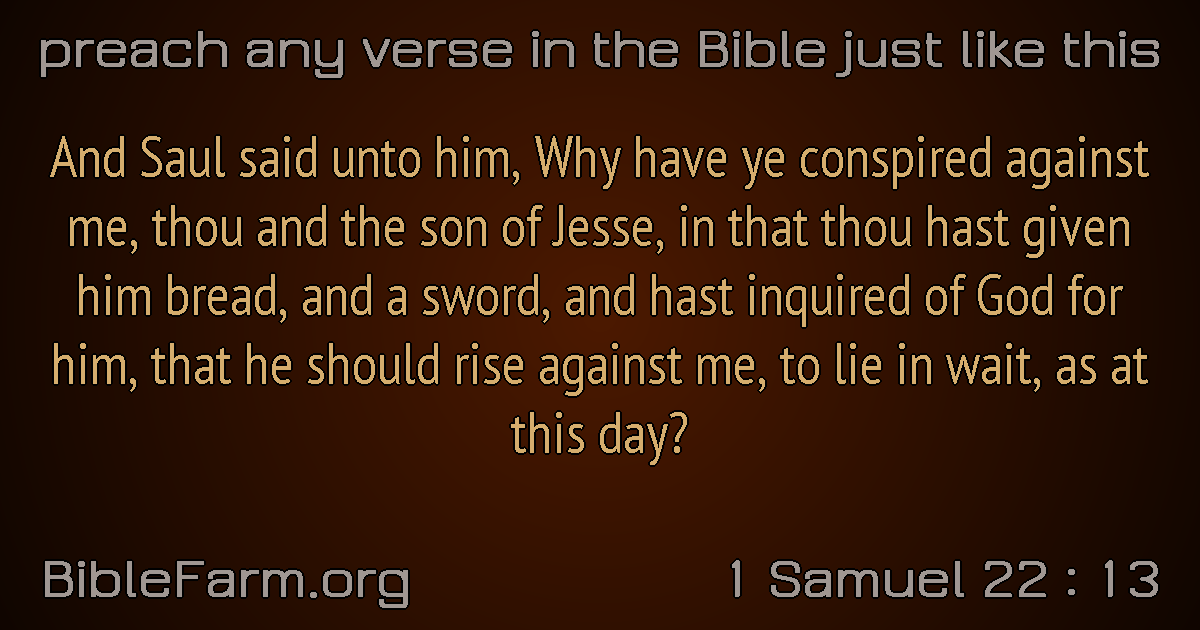 preach any verse in the Bible just like this
And Saul said unto him, Why have ye conspired against
me, thou and the son of Jesse, in that thou hast given
him bread, and a sword, and hast inquired of God for
him, that he should rise against me, to lie in wait, as at
this day?
BibleFarm.org
1 Samuel 22 : 13